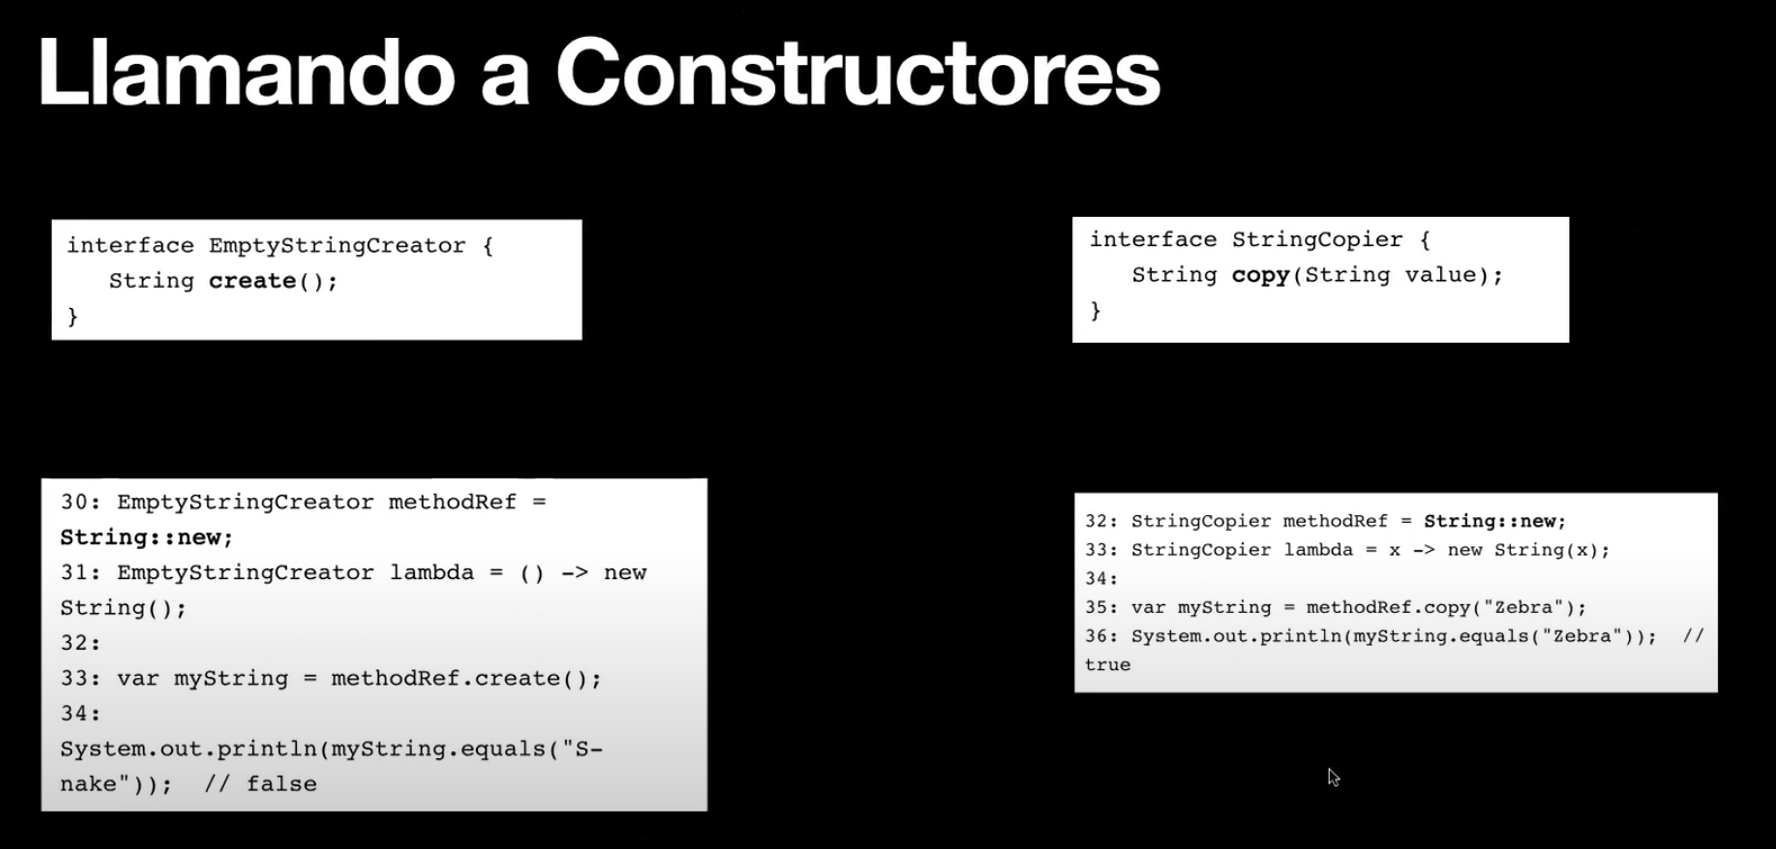 Llamando a Constructores
interface EmptyStringCreator {
   String create();
}
interface StringCopier {
   String copy(String value);
}
30: EmptyStringCreator methodRef =
String::new;
31: EmptyStringCreator lambda = () -> new
String();
32:
33: var myString = methodRef.create();
34:
System.out.println(myString.equals("S-
nake"));  // false
32: StringCopier methodRef = String::new;
33: StringCopier lambda = x -> new String(x);
34:
35: var myString = methodRef.copy("Zebra");
36: System.out.println(myString.equals("Zebra"));  //
true